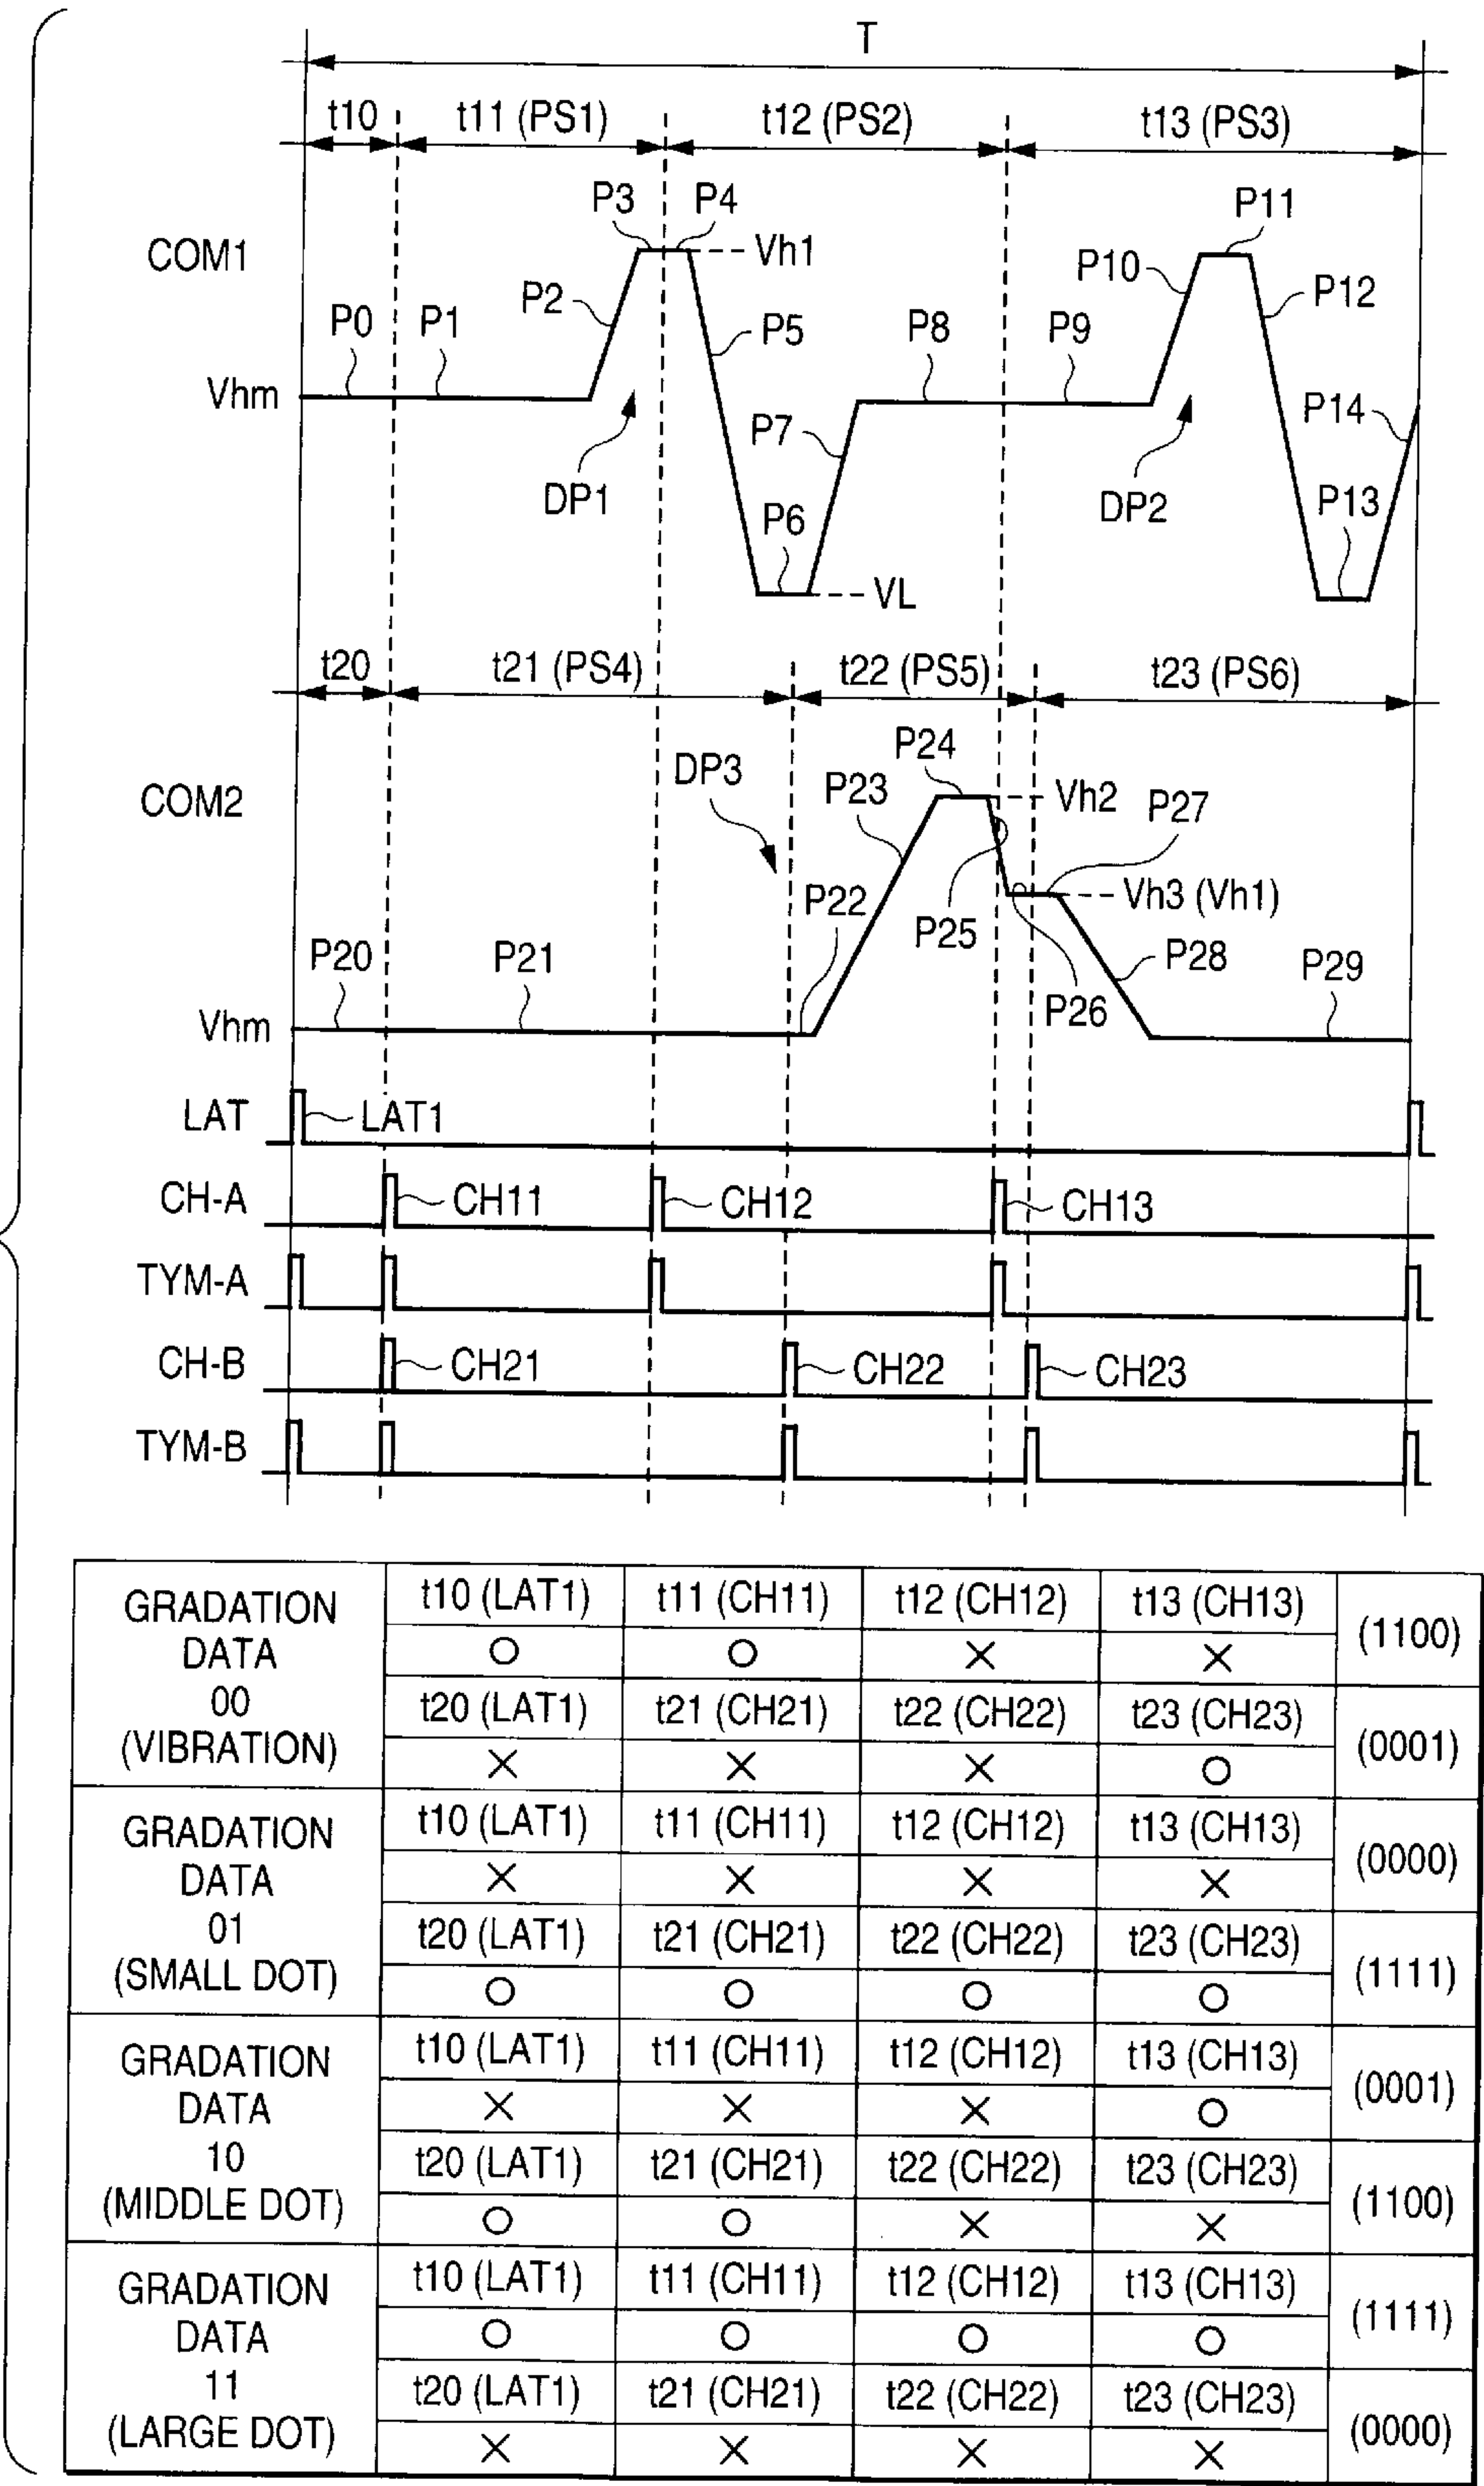 T
t10 t11 (PS1) t12 (PS2) t13 (PS3)
P3 P4 P11
COM1 Vh1 P10
P2 P12
P0 P1 P5 P8 P9
Vhm P7 P14
DP1 DP2 P13
P6
VL
t20 t21 (PS4) t22 (PS5) t23 (PS6)
P24
DP3 P23 Vh2 P27
COM2
P22 P25 Vh3 (Vh1)
P20 P21 P28 P29
Vhm P26
LAT LAT1
CH-A CH11 CH12 CH13
TYM-A
CH-B CH21 CH22 CH23
TYM-B
GRADATION DATA 00 (VIBRATION)
t10 (LAT1) t11 (CH11) t12 (CH12) t13 (CH13) (1100)
○ ○ × ×
t20 (LAT1) t21 (CH21) t22 (CH22) t23 (CH23) (0001)
× × × ○
GRADATION DATA 01 (SMALL DOT)
t10 (LAT1) t11 (CH11) t12 (CH12) t13 (CH13) (0000)
× × × ×
t20 (LAT1) t21 (CH21) t22 (CH22) t23 (CH23) (1111)
○ ○ ○ ○
GRADATION DATA 10 (MIDDLE DOT)
t10 (LAT1) t11 (CH11) t12 (CH12) t13 (CH13) (0001)
× × × ○
t20 (LAT1) t21 (CH21) t22 (CH22) t23 (CH23) (1100)
○ ○ × ×
GRADATION DATA 11 (LARGE DOT)
t10 (LAT1) t11 (CH11) t12 (CH12) t13 (CH13) (1111)
○ ○ ○ ○
t20 (LAT1) t21 (CH21) t22 (CH22) t23 (CH23) (0000)
× × × ×